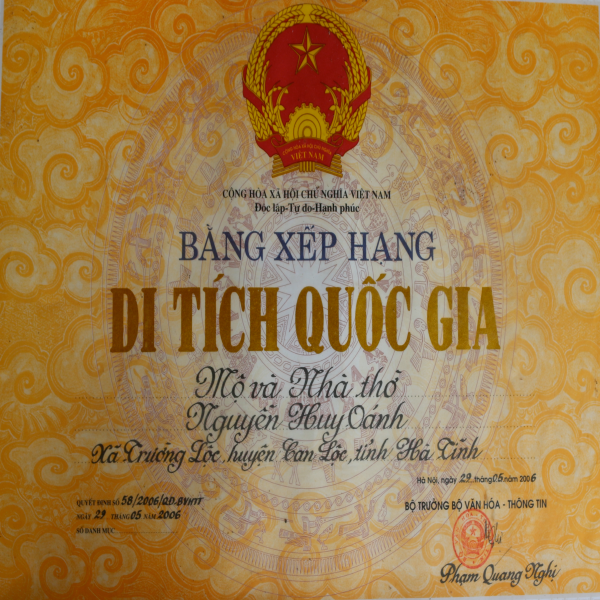 VIỆT NAM
CỘNG HÒA XÃ HỘI CHỦ NGHĨA VIỆT NAM
Độc lập-Tự do-Hạnh phúc
BẰNG XẾP HẠNG
DI TÍCH QUỐC GIA
Mộ và Nhà thờ
Nguyễn Huy Oánh
Xã Trường Lộc, huyện Can Lộc, tỉnh Hà Tĩnh
Hà Nội, ngày 29 tháng 05 năm 2006
QUYẾT ĐỊNH SỐ 58/2006/QĐ.BVHTT
NGÀY 29 THÁNG 05 NĂM 2006
SỐ DANH MỤC
BỘ TRƯỞNG BỘ VĂN HÓA - THÔNG TIN
Phạm Quang Nghị